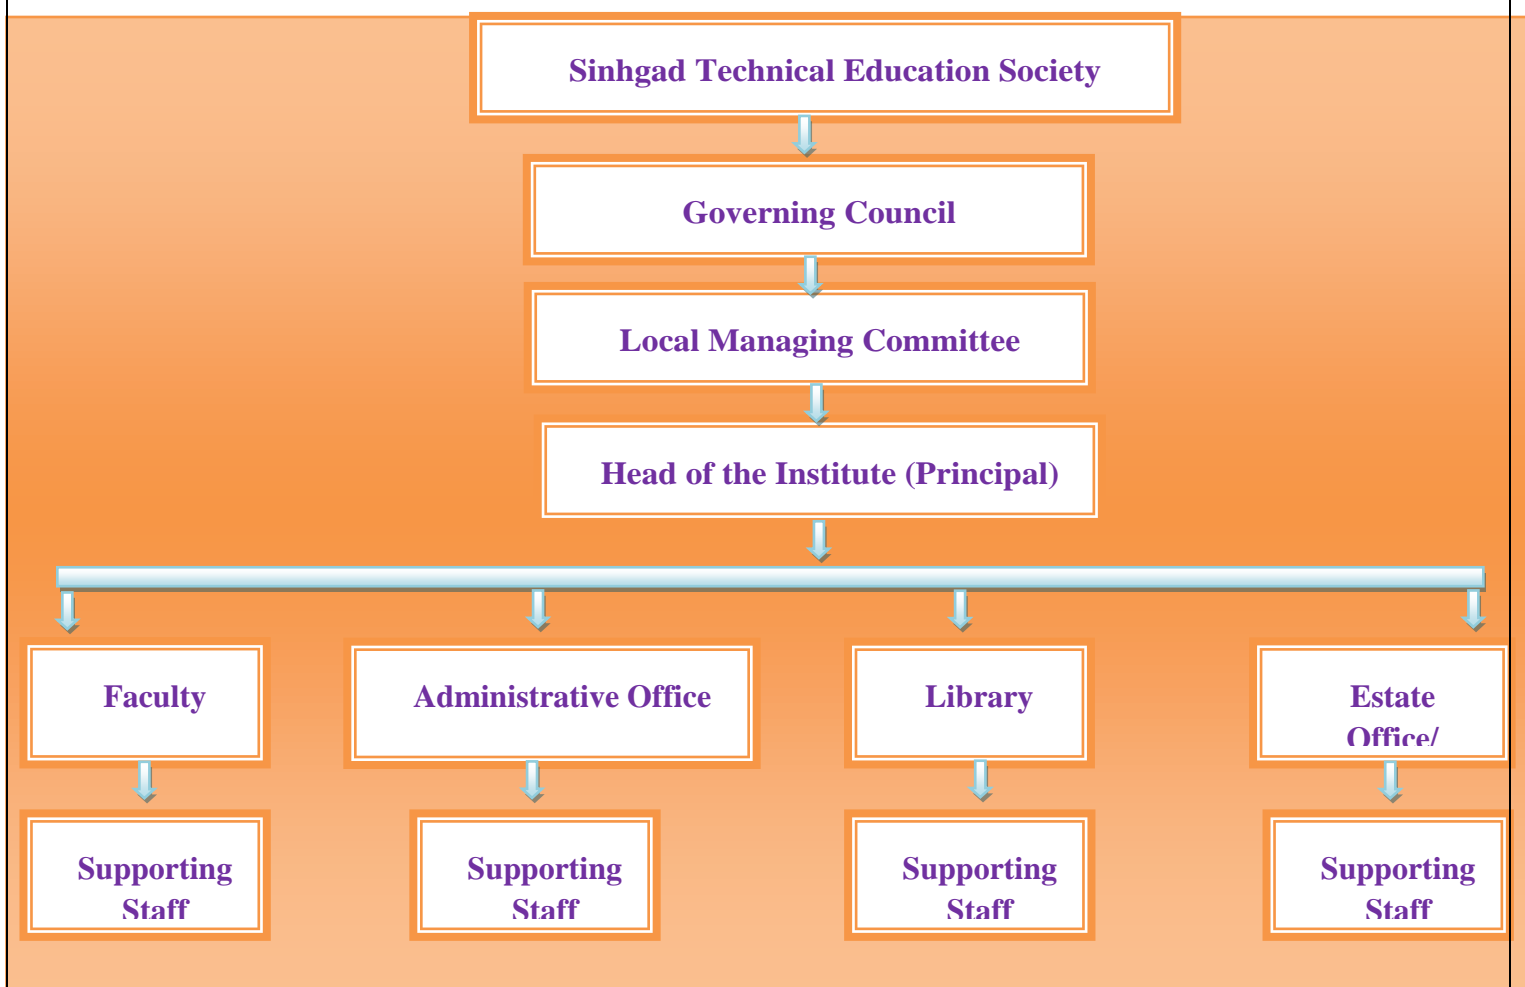 Sinhgad Technical Education Society
Governing Council
Local Managing Committee
Head of the Institute (Principal)
Faculty
Administrative Office
Library
Estate
Office/
Supporting
Staff
Supporting
Staff
Supporting
Staff
Supporting
Staff